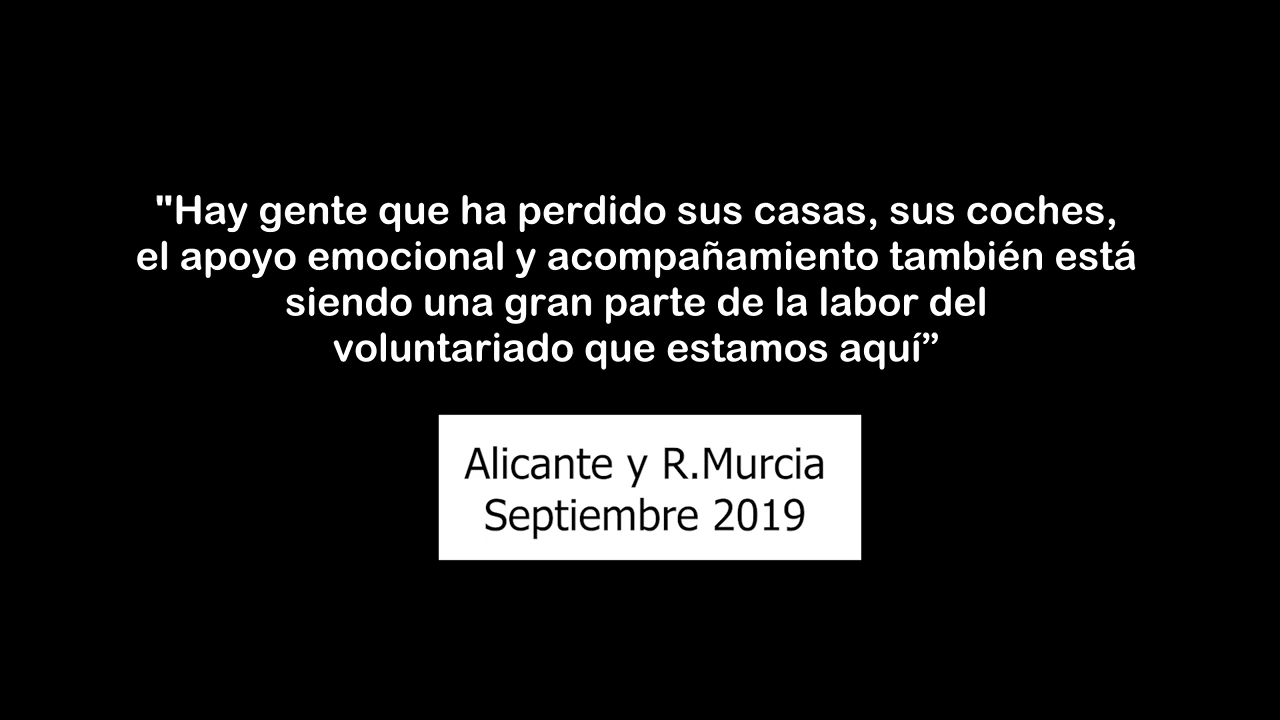 "Hay gente que ha perdido sus casas, sus coches,
el apoyo emocional y acompañamiento también está
siendo una gran parte de la labor del
voluntariado que estamos aquí”
Alicante y R.Murcia
Septiembre 2019